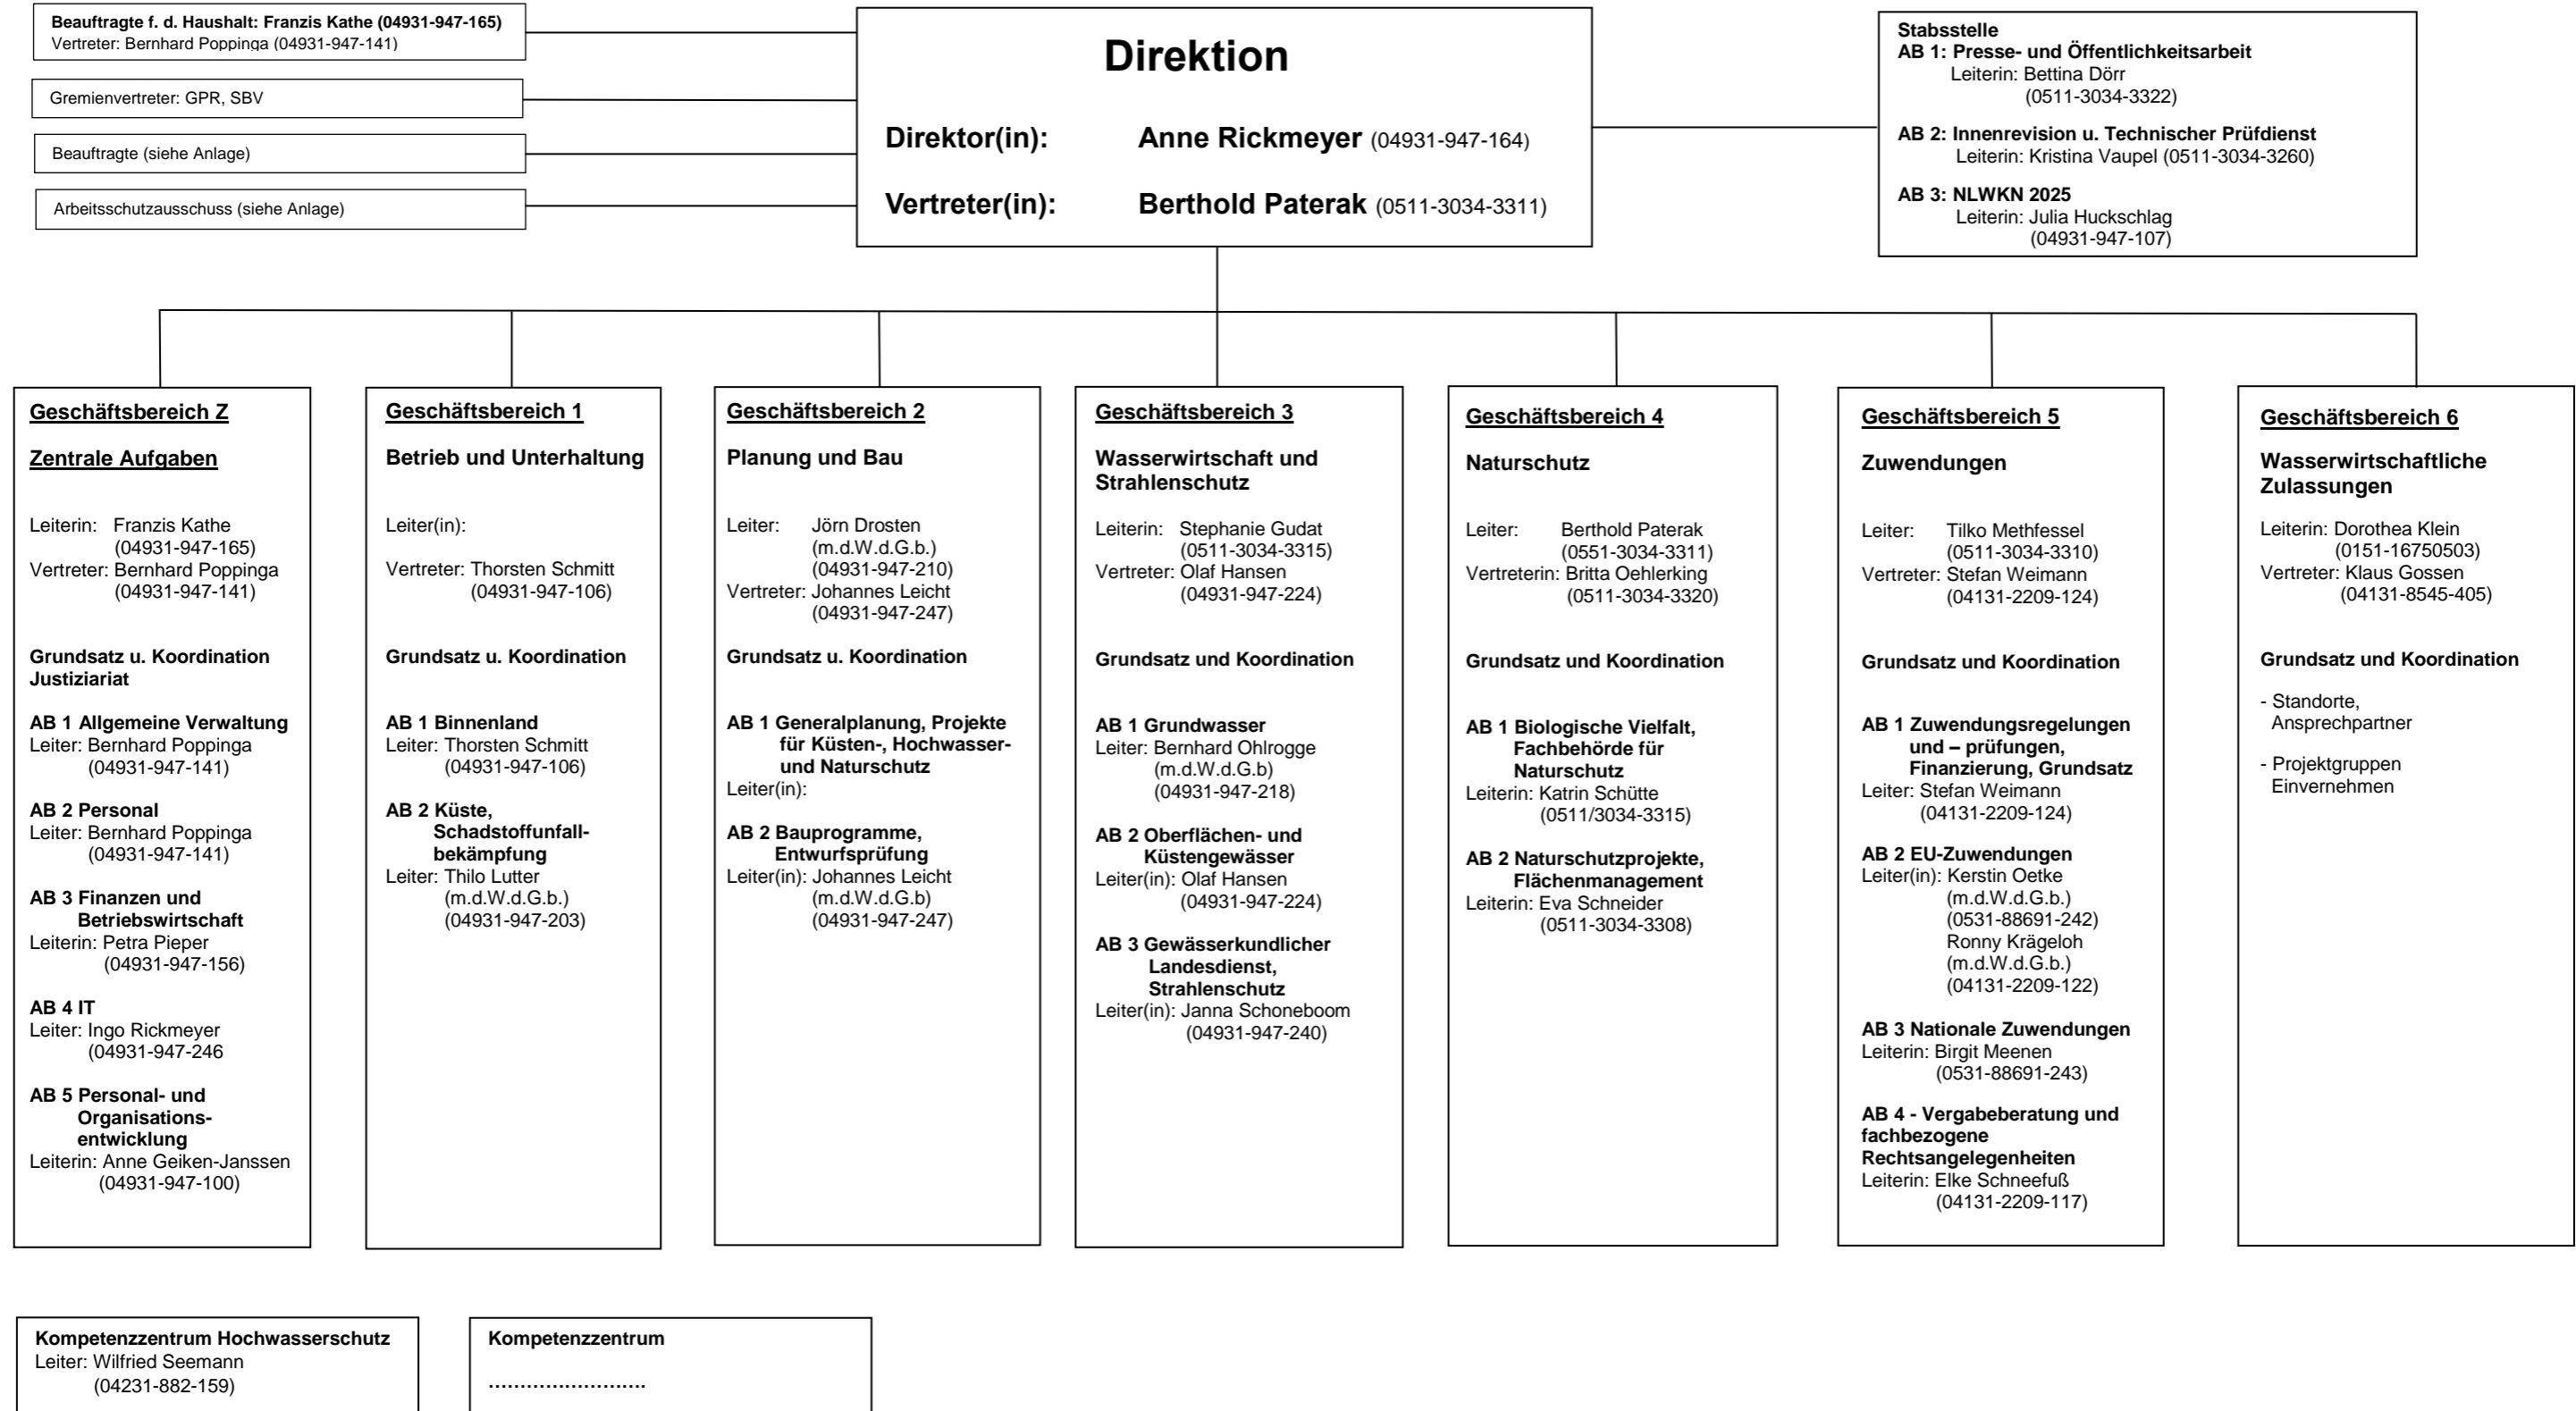 Beauftragte f. d. Haushalt: Franzis Kathe (04931-947-165)
Vertreter: Bernhard Poppinga (04931-947-141)
Gremienvertreter: GPR, SBV
Beauftragte (siehe Anlage)
Arbeitsschutzausschuss (siehe Anlage)
Direktion
Direktor(in): Anne Rickmeyer (04931-947-164)
Vertreter(in): Berthold Paterak (0511-3034-3311)
Stabsstelle
AB 1: Presse- und Öffentlichkeitsarbeit
Leiterin: Bettina Dörr
(0511-3034-3322)
AB 2: Innenrevision u. Technischer Prüfdienst
Leiterin: Kristina Vaupel (0511-3034-3260)
AB 3: NLWKN 2025
Leiterin: Julia Huckschlag
(04931-947-107)
Geschäftsbereich Z
Zentrale Aufgaben
Leiterin: Franzis Kathe
(04931-947-165)
Vertreter: Bernhard Poppinga
(04931-947-141)
Grundsatz u. Koordination
Justiziariat
AB 1 Allgemeine Verwaltung
Leiter: Bernhard Poppinga
(04931-947-141)
AB 2 Personal
Leiter: Bernhard Poppinga
(04931-947-141)
AB 3 Finanzen und
Betriebswirtschaft
Leiterin: Petra Pieper
(04931-947-156)
AB 4 IT
Leiter: Ingo Rickmeyer
(04931-947-246
AB 5 Personal- und
Organisations-
entwicklung
Leiterin: Anne Geiken-Janssen
(04931-947-100)
Geschäftsbereich 1
Betrieb und Unterhaltung
Leiter(in):
Vertreter: Thorsten Schmitt
(04931-947-106)
Grundsatz u. Koordination
AB 1 Binnenland
Leiter: Thorsten Schmitt
(04931-947-106)
AB 2 Küste,
Schadstoffunfall-
bekämpfung
Leiter: Thilo Lutter
(m.d.W.d.G.b.)
(04931-947-203)
Geschäftsbereich 2
Planung und Bau
Leiter: Jörn Drosten
(m.d.W.d.G.b.)
(04931-947-210)
Vertreter: Johannes Leicht
(04931-947-247)
Grundsatz u. Koordination
AB 1 Generalplanung, Projekte
für Küsten-, Hochwasser-
und Naturschutz
Leiter(in):
AB 2 Bauprogramme,
Entwurfsprüfung
Leiter(in): Johannes Leicht
(m.d.W.d.G.b)
(04931-947-247)
Geschäftsbereich 3
Wasserwirtschaft und
Strahlenschutz
Leiterin: Stephanie Gudat
(0511-3034-3315)
Vertreter: Olaf Hansen
(04931-947-224)
Grundsatz und Koordination
AB 1 Grundwasser
Leiter: Bernhard Ohlrogge
(m.d.W.d.G.b)
(04931-947-218)
AB 2 Oberflächen- und
Küstengewässer
Leiter(in): Olaf Hansen
(04931-947-224)
AB 3 Gewässerkundlicher
Landesdienst,
Strahlenschutz
Leiter(in): Janna Schoneboom
(04931-947-240)
Geschäftsbereich 4
Naturschutz
Leiter: Berthold Paterak
(0551-3034-3311)
Vertreterin: Britta Oehlerking
(0511-3034-3320)
Grundsatz und Koordination
AB 1 Biologische Vielfalt,
Fachbehörde für
Naturschutz
Leiterin: Katrin Schütte
(0511/3034-3315)
AB 2 Naturschutzprojekte,
Flächenmanagement
Leiterin: Eva Schneider
(0511-3034-3308)
Geschäftsbereich 5
Zuwendungen
Leiter: Tilko Methfessel
(0511-3034-3310)
Vertreter: Stefan Weimann
(04131-2209-124)
Grundsatz und Koordination
AB 1 Zuwendungsregelungen
und – prüfungen,
Finanzierung, Grundsatz
Leiter: Stefan Weimann
(04131-2209-124)
AB 2 EU-Zuwendungen
Leiter(in): Kerstin Oetke
(m.d.W.d.G.b.)
(0531-88691-242)
Ronny Krägeloh
(m.d.W.d.G.b.)
(04131-2209-122)
AB 3 Nationale Zuwendungen
Leiterin: Birgit Meenen
(0531-88691-243)
AB 4 - Vergabeberatung und
fachbezogene
Rechtsangelegenheiten
Leiterin: Elke Schneefuß
(04131-2209-117)
Geschäftsbereich 6
Wasserwirtschaftliche
Zulassungen
Leiterin: Dorothea Klein
(0151-16750503)
Vertreter: Klaus Gossen
(04131-8545-405)
Grundsatz und Koordination
- Standorte,
Ansprechpartner
- Projektgruppen
Einvernehmen
Kompetenzzentrum Hochwasserschutz
Leiter: Wilfried Seemann
(04231-882-159)
Kompetenzzentrum
.........................